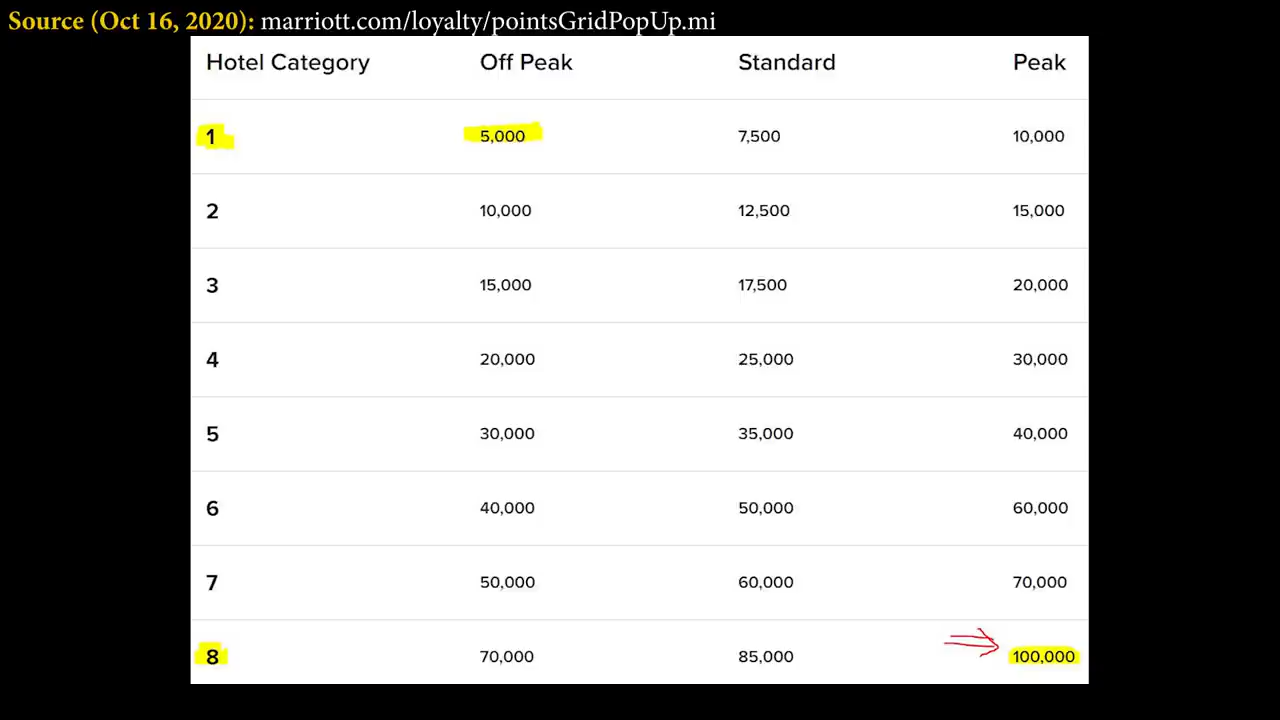 Source (Oct 16, 2020): marriott.com/loyalty/pointsGridPopUp.mi
Hotel Category Off Peak Standard Peak
1 5,000 7,500 10,000
2 10,000 12,500 15,000
3 15,000 17,500 20,000
4 20,000 25,000 30,000
5 30,000 35,000 40,000
6 40,000 50,000 60,000
7 50,000 60,000 70,000
8 70,000 85,000 100,000